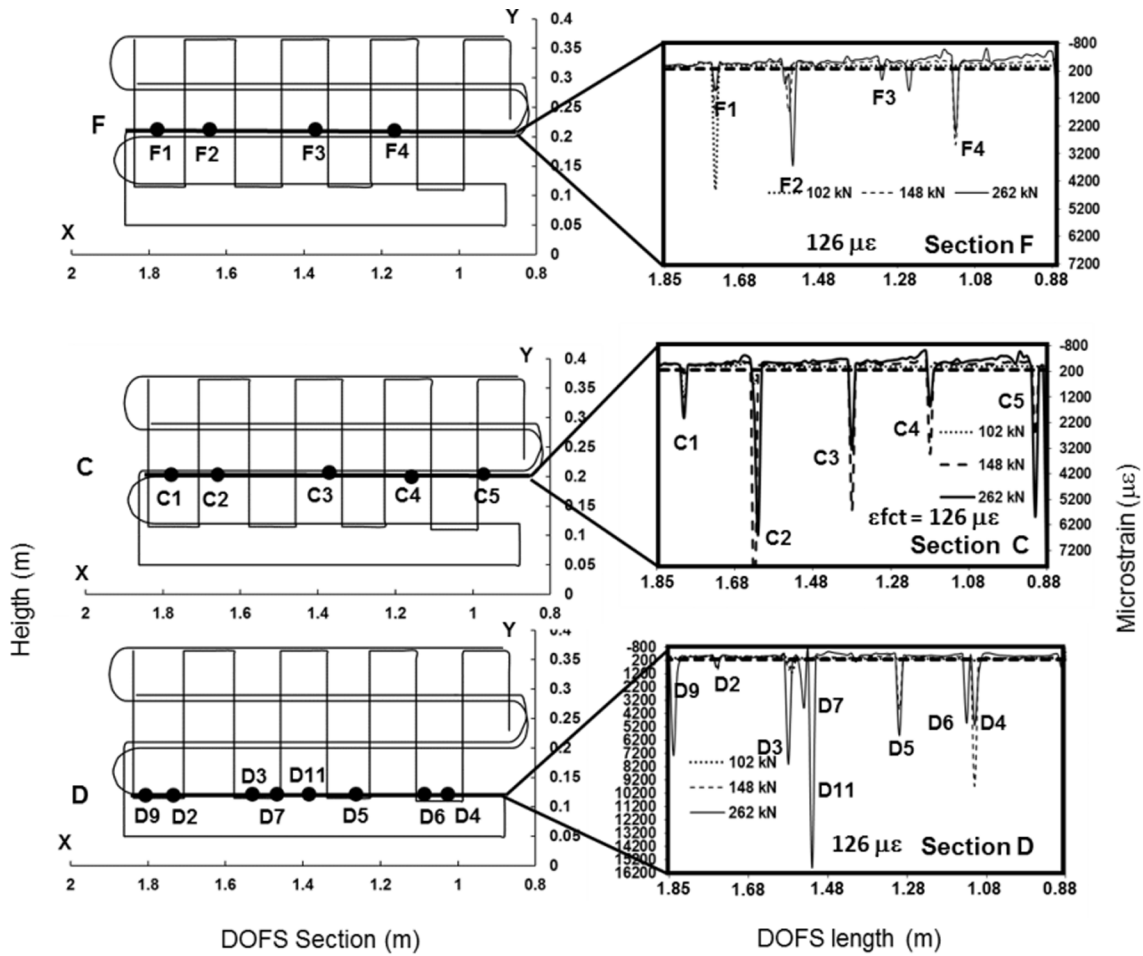 Y
0.4
0.35
0.3
0.25
0.2
0.15
0.1
0.05
0
F
F1 F2 F3 F4
X
2 1.8 1.6 1.4 1.2 1 0.8
-800
200
1200
2200
3200
4200
5200
6200
7200
F1
F2
F3
F4
102 kN 148 kN 262 kN
126 µε Section F
1.85 1.68 1.48 1.28 1.08 0.88
Y
0.4
0.35
0.3
0.25
0.2
0.15
0.1
0.05
0
C
C1 C2 C3 C4 C5
X
2 1.8 1.6 1.4 1.2 1 0.8
-800
200
1200
2200
3200
4200
5200
6200
7200
C1
C2
C3
C4
C5
102 kN
148 kN
262 kN
εfct = 126 µε
Section C
1.85 1.68 1.48 1.28 1.08 0.88
Y
0.4
0.35
0.3
0.25
0.2
0.15
0.1
0.05
0
D
D3 D11
D9 D2 D7 D5 D6 D4
X
2 1.8 1.6 1.4 1.2 1 0.8
-800
200
1200
2200
3200
4200
5200
6200
7200
8200
9200
10200
11200
12200
13200
14200
15200
16200
D9
D2
D3
D7
D11
D5
D6
D4
102 kN
148 kN
262 kN
126 µε Section D
1.85 1.68 1.48 1.28 1.08 0.88
Heigth (m)
Microstrain (µε)
DOFS Section (m)
DOFS length (m)